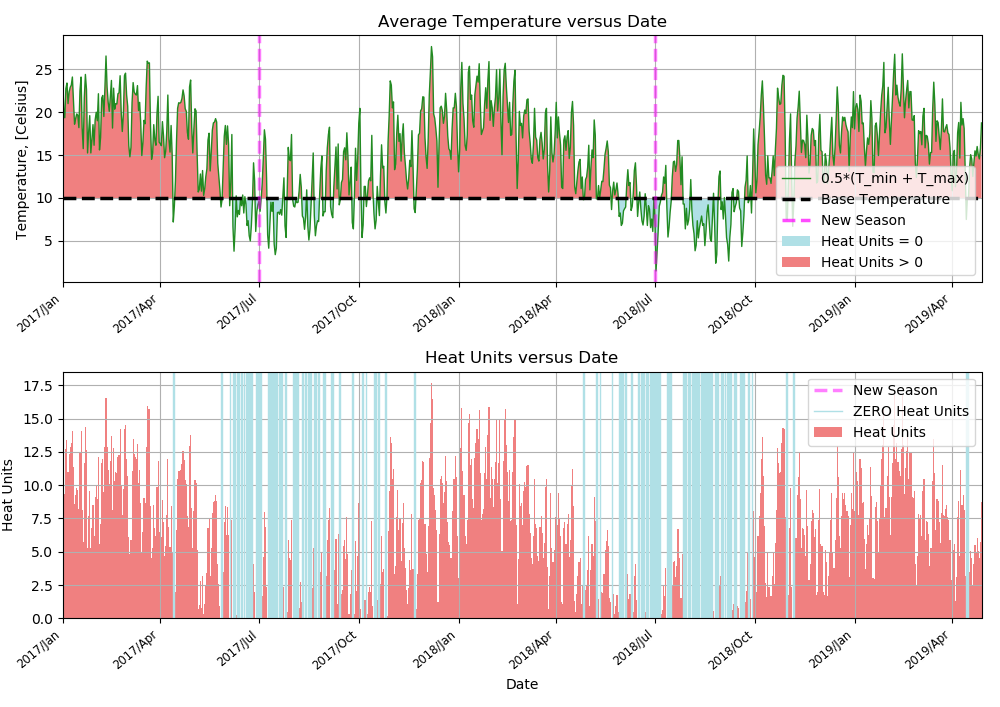 Average Temperature versus Date
Temperature, [Celsius]
25
20
15
10
5
0.5*(T_min + T_max)
Base Temperature
New Season
Heat Units = 0
Heat Units > 0
2017/Jan
2017/Apr
2017/Jul
2017/Oct
2018/Jan
2018/Apr
2018/Jul
2018/Oct
2019/Jan
2019/Apr
Heat Units versus Date
Heat Units
17.5
15.0
12.5
10.0
7.5
5.0
2.5
0.0
New Season
ZERO Heat Units
Heat Units
2017/Jan
2017/Apr
2017/Jul
2017/Oct
2018/Jan
2018/Apr
2018/Jul
2018/Oct
2019/Jan
2019/Apr
Date